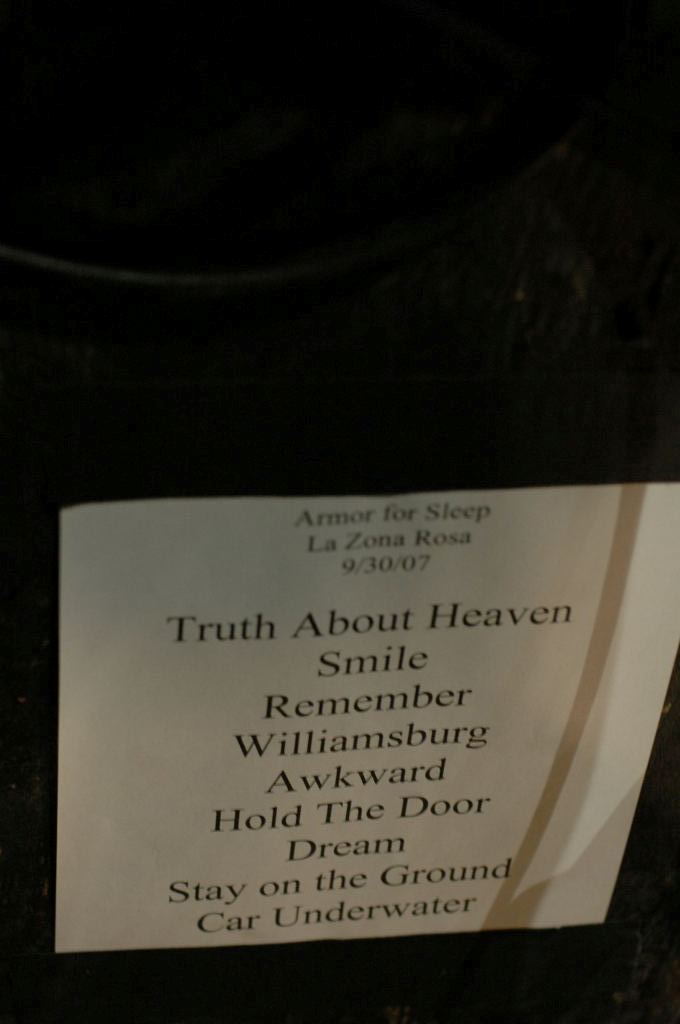 Armor for Sleep
La Zona Rosa
9/30/07
Truth About Heaven
Smile
Remember
Williamsburg
Awkward
Hold The Door
Dream
Stay on the Ground
Car Underwater